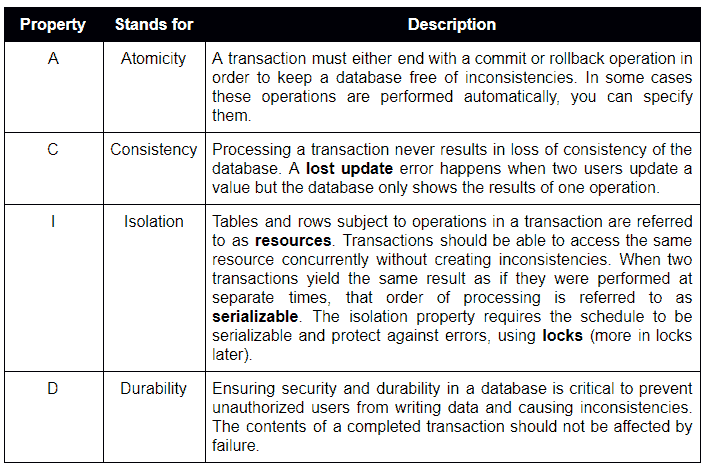 Property Stands for Description
A Atomicity A transaction must either end with a commit or rollback operation in
order to keep a database free of inconsistencies. In some cases
these operations are performed automatically, you can specify
them.
C Consistency Processing a transaction never results in loss of consistency of the
database. A lost update error happens when two users update a
value but the database only shows the results of one operation.
I Isolation Tables and rows subject to operations in a transaction are referred
to as resources. Transactions should be able to access the same
resource concurrently without creating inconsistencies. When two
transactions yield the same result as if they were performed at
separate times, that order of processing is referred to as
serializable. The isolation property requires the schedule to be
serializable and protect against errors, using locks (more in locks
later).
D Durability Ensuring security and durability in a database is critical to prevent
unauthorized users from writing data and causing inconsistencies.
The contents of a completed transaction should not be affected by
failure.